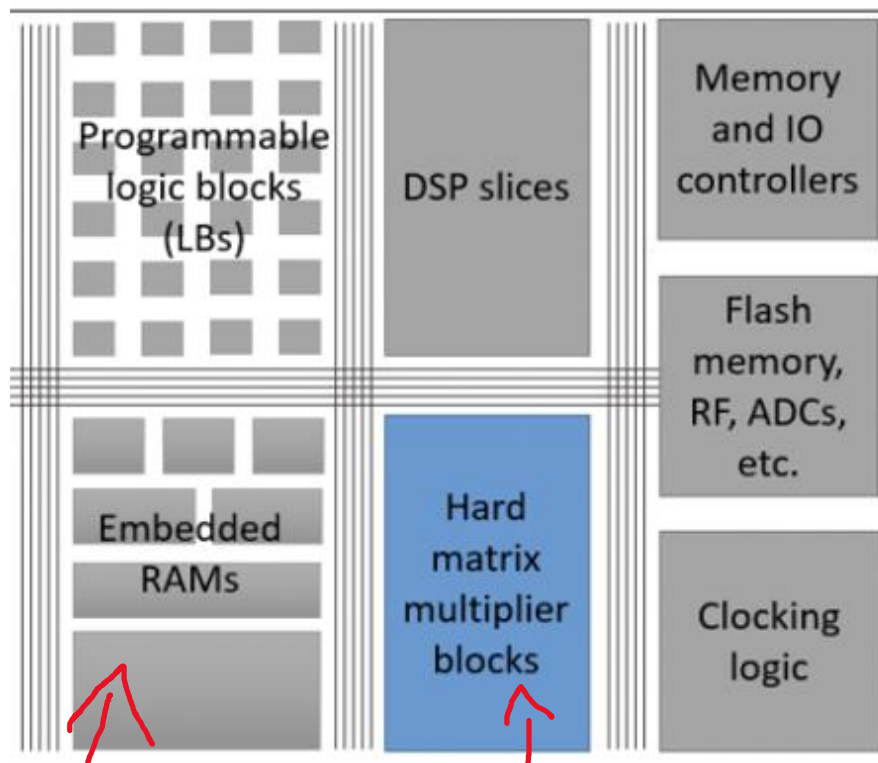 Programmable
logic blocks
(LBs)
DSP slices
Memory
and IO
controllers
Flash
memory,
RF, ADCs,
etc.
Embedded
RAMs
Hard
matrix
multiplier
blocks
Clocking
logic